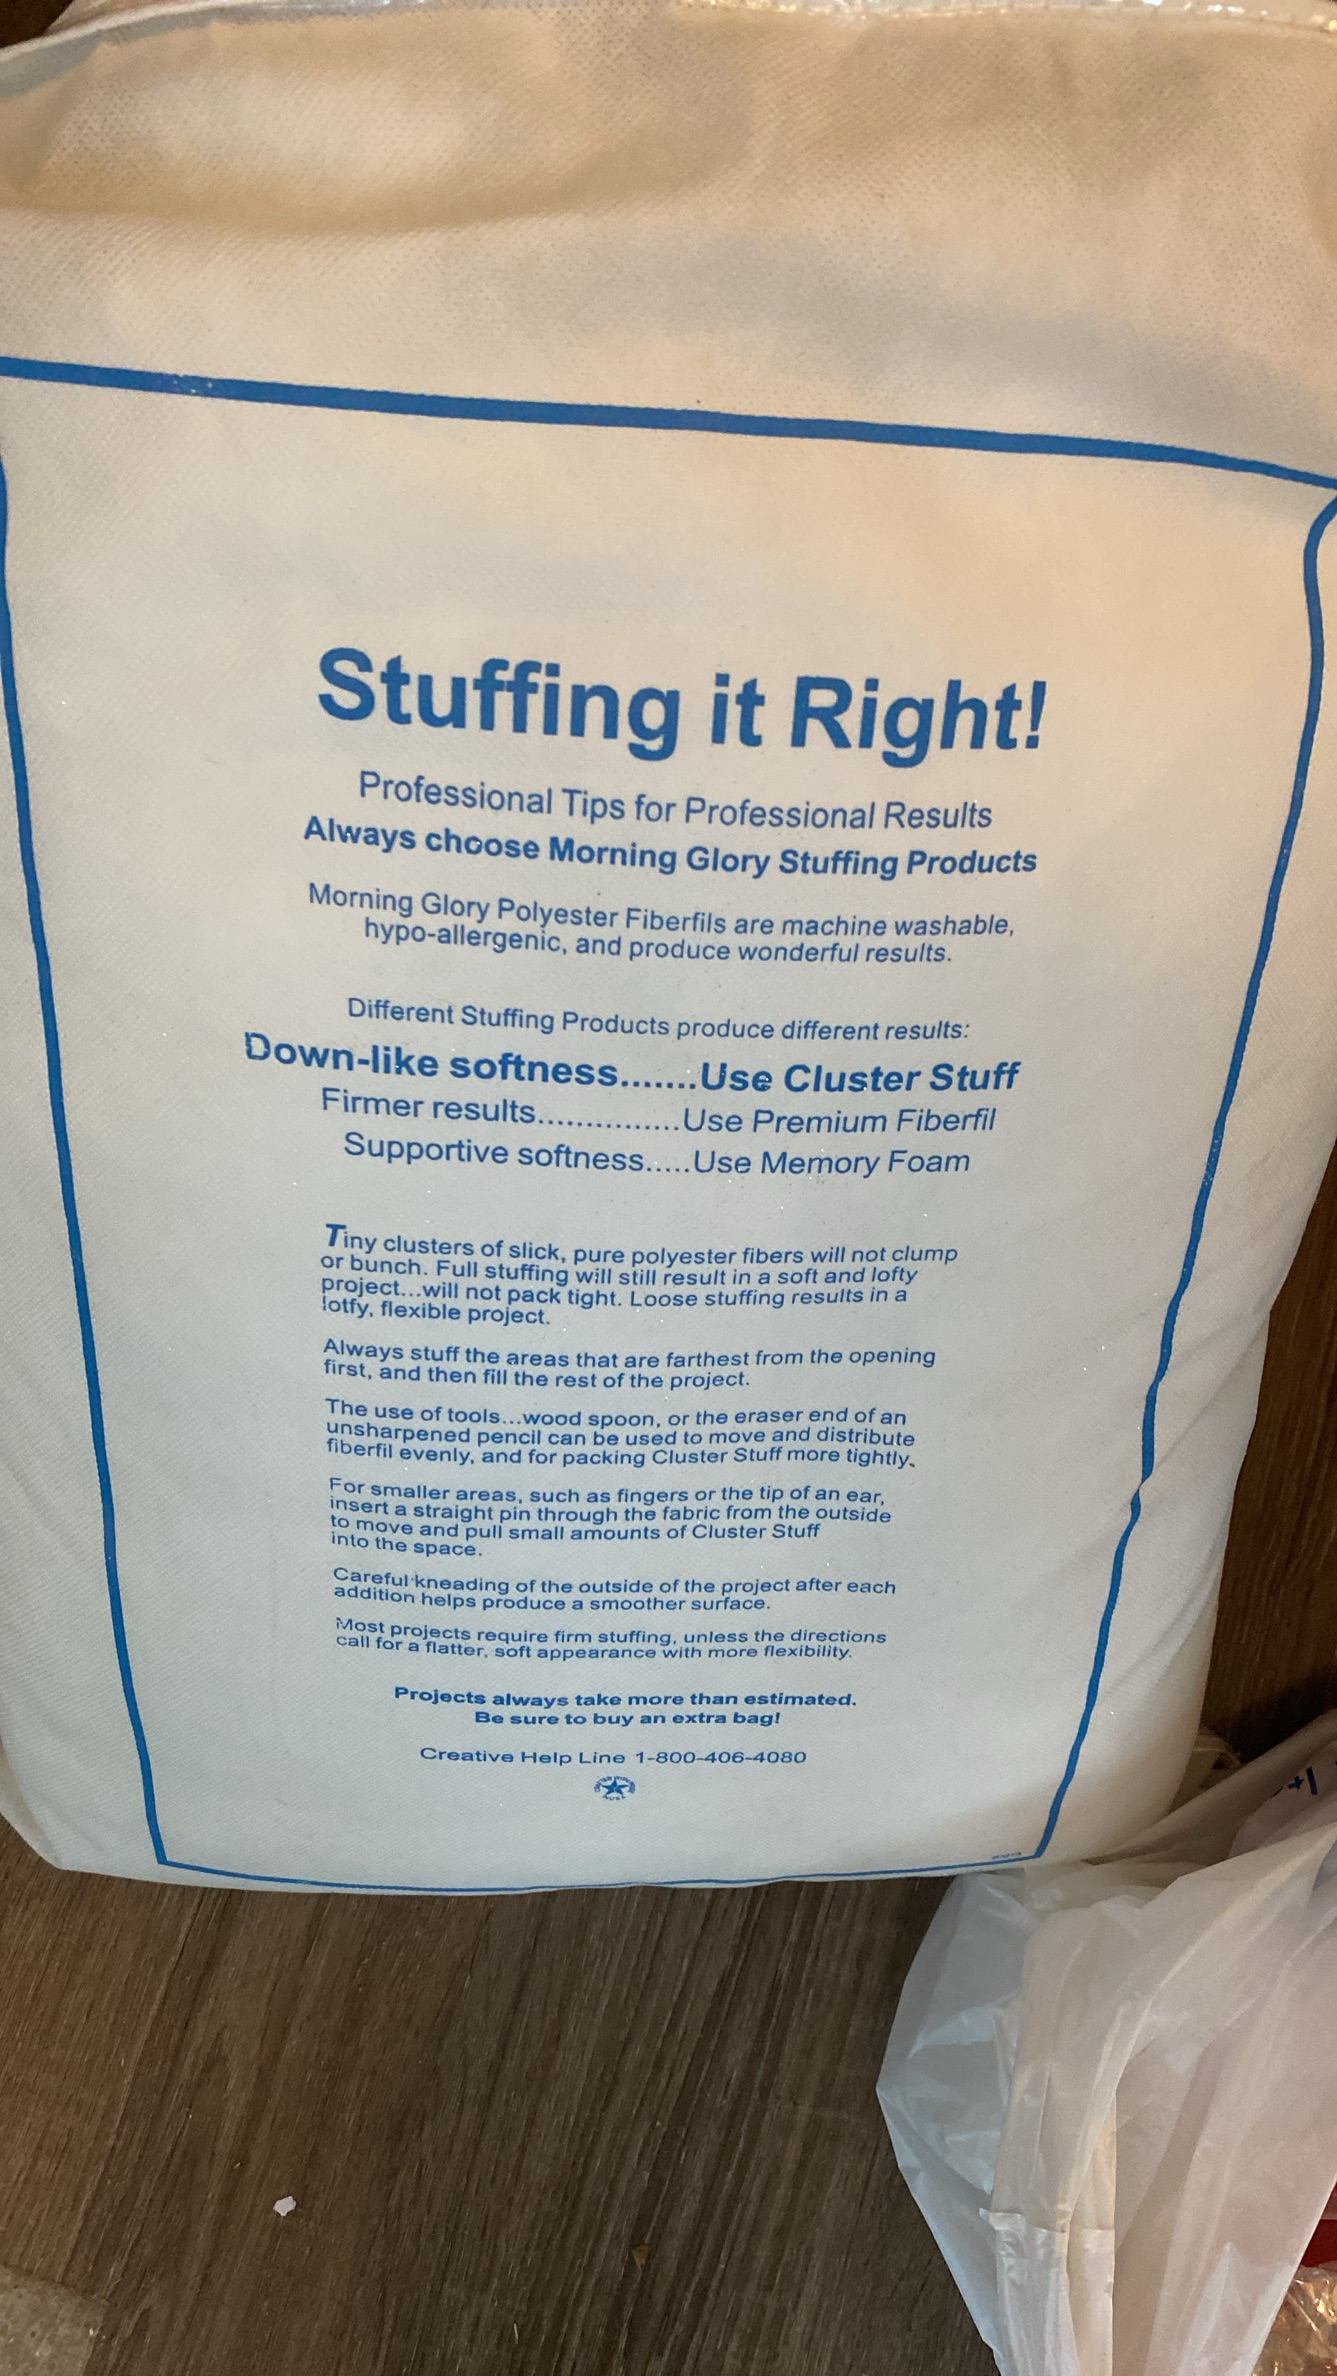 Stuffing it Right!
Professional Tips for Professional Results
Always choose Morning Glory Stuffing Products
Morning Glory Polyester Fiberfils are machine washable,
hypo-allergenic, and produce wonderful results.
Different Stuffing Products produce different results:
Down-like softness.......Use Cluster Stuff
Firmer results...............Use Premium Fiberfil
Supportive softness.....Use Memory Foam
Tiny clusters of slick, pure polyester fibers will not clump
or bunch. Full stuffing will still result in a soft and lofty
project...will not pack tight. Loose stuffing results in a
lotfy, flexible project.
Always stuff the areas that are farthest from the opening
first, and then fill the rest of the project.
The use of tools...wood spoon, or the eraser end of an
unsharpened pencil can be used to move and distribute
fiberfil evenly, and for packing Cluster Stuff more tightly.
For smaller areas, such as fingers or the tip of an ear,
insert a straight pin through the fabric from the outside
to move and pull small amounts of Cluster Stuff
into the space.
Careful kneading of the outside of the project after each
addition helps produce a smoother surface.
Most projects require firm stuffing, unless the directions
call for a flatter, soft appearance with more flexibility.
Projects always take more than estimated.
Be sure to buy an extra bag!
Creative Help Line 1-800-406-4080